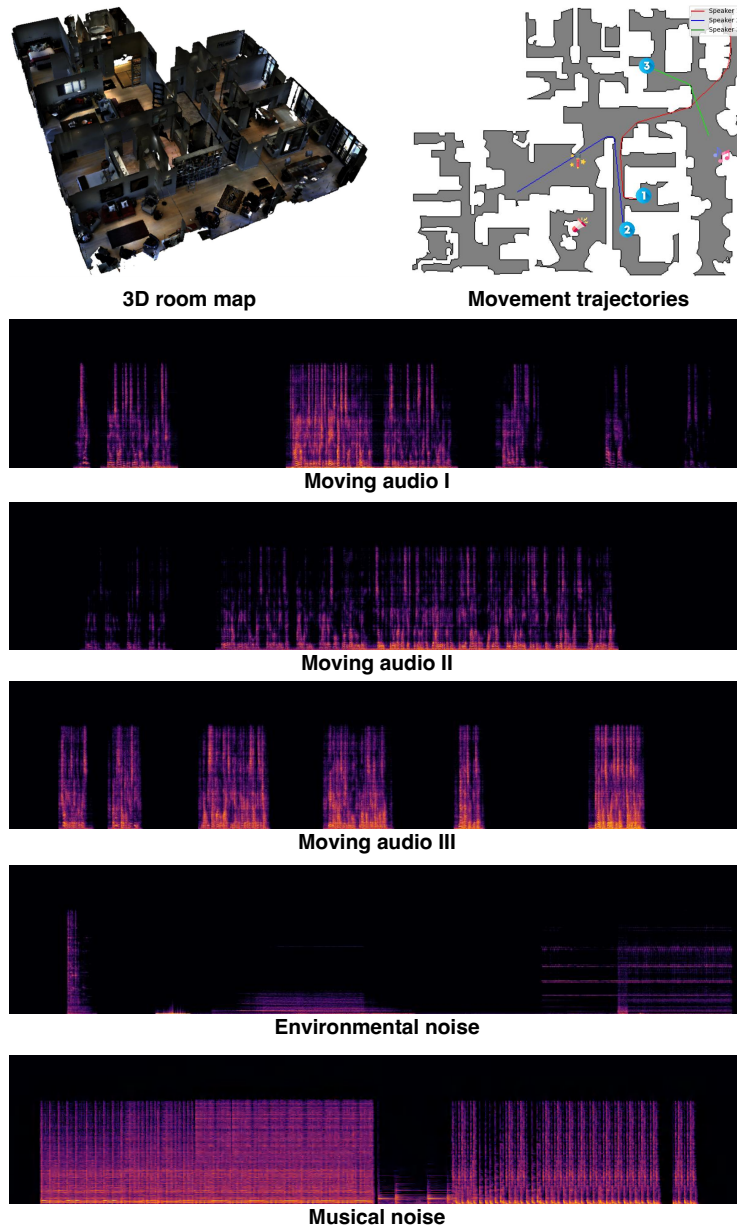 Speaker
Speaker
Speaker
3
1
2
3D room map
Movement trajectories
Moving audio I
Moving audio II
Moving audio III
Environmental noise
Musical noise